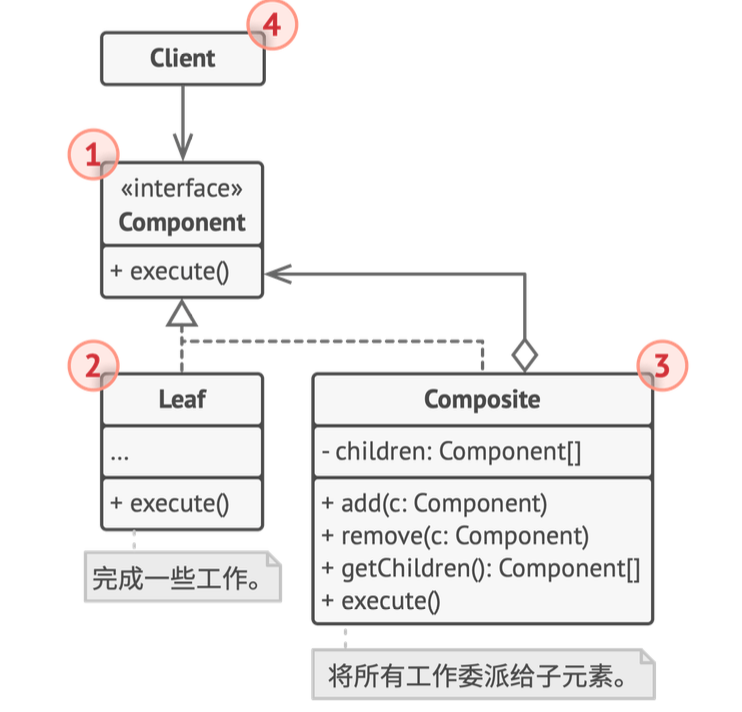 4
Client
1
«interface»
Component
+ execute()
2
Leaf
...
+ execute()
完成一些工作。
3
Composite
- children: Component[]
+ add(c: Component)
+ remove(c: Component)
+ getChildren(): Component[]
+ execute()
将所有工作委派给子元素。